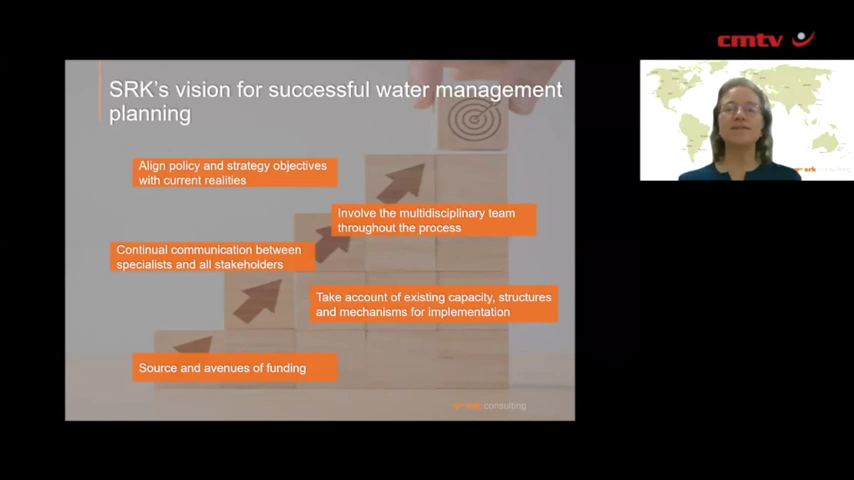 cmtv
SRK's vision for successful water management
planning
Align policy and strategy objectives
with current realities
Involve the multidisciplinary team
throughout the process
Continual communication between
specialists and all stakeholders
Take account of existing capacity, structures
and mechanisms for implementation
Source and avenues of funding
srk consulting
srk consulting